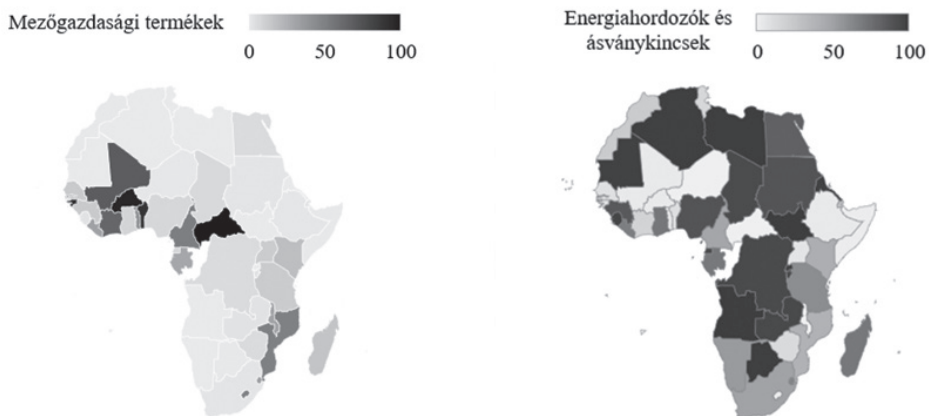 Mezőgazdasági termékek
0 50 100
Energiahordozók és
ásványkincsek
0 50 100